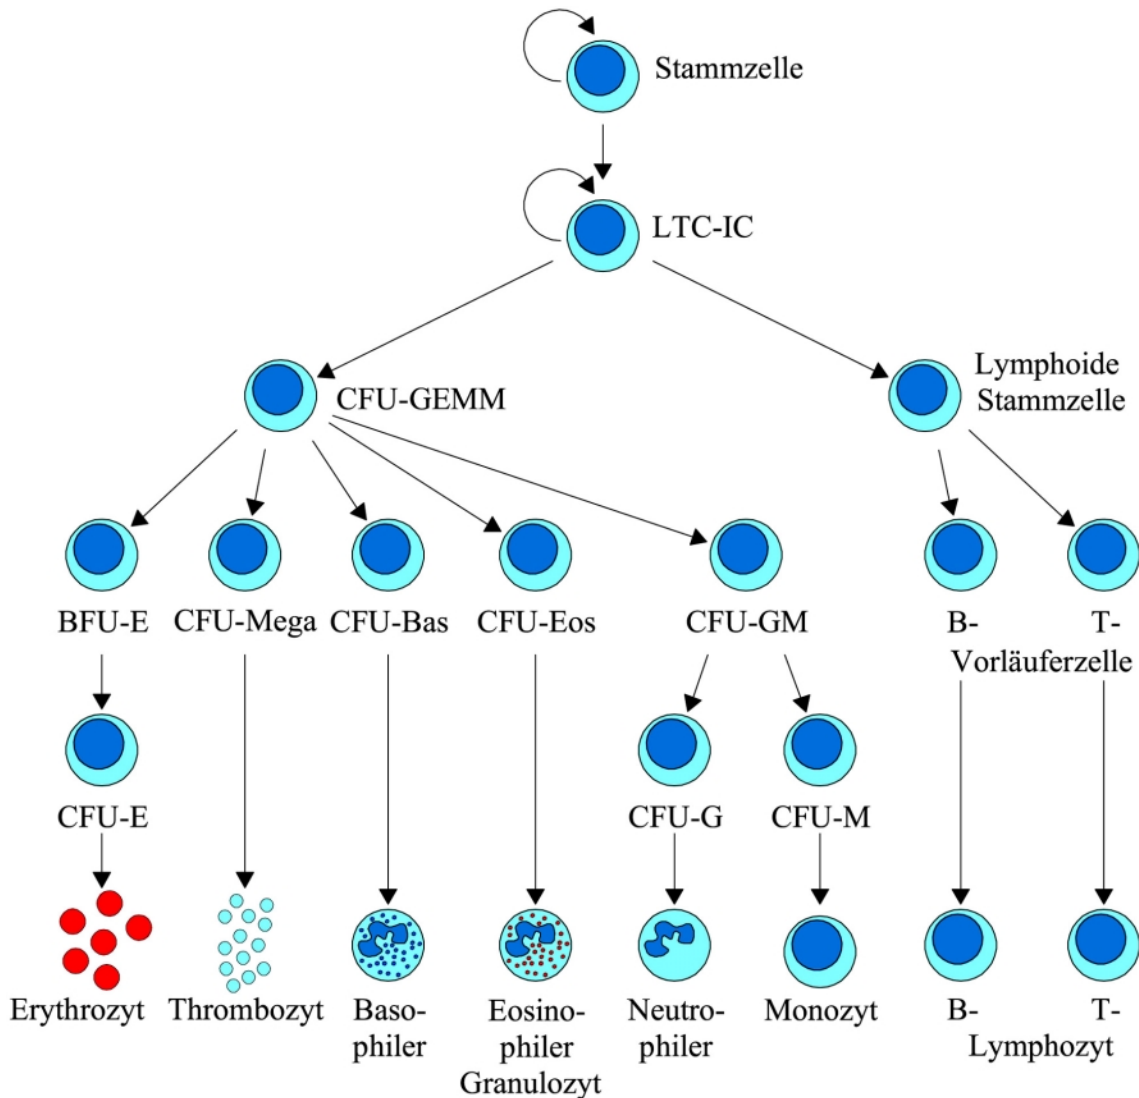 Stammzelle
LTC-IC
CFU-GEMM
Lymphoide
Stammzelle
BFU-E CFU-Mega CFU-Bas CFU-Eos CFU-GM B- T-
Vorläuferzelle
CFU-E CFU-G CFU-M
Erythrozyt Thrombozyt Baso- Eosino- Neutro- Monozyt B- T-
philer philer philer Lymphozyt
Granulozyt